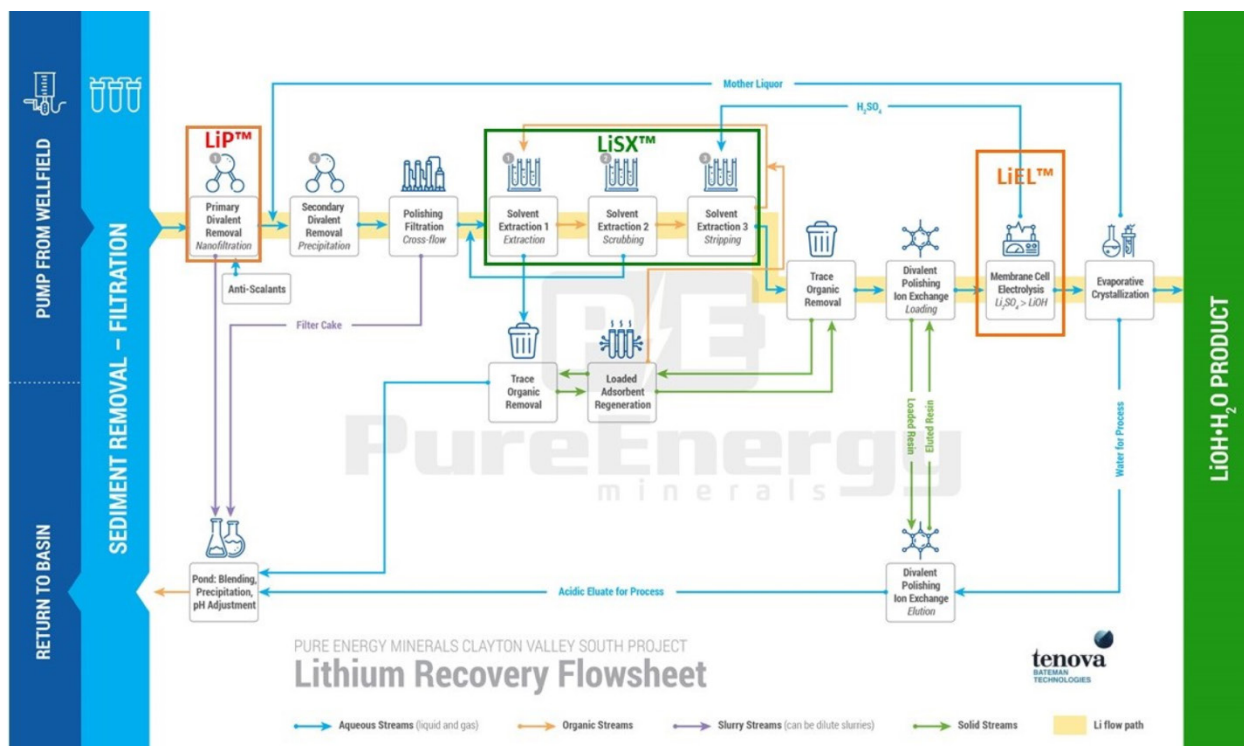 PUMP FROM WELLFIELD
RETURN TO BASIN
SEDIMENT REMOVAL – FILTRATION
LiOH•H₂O PRODUCT
Mother Liquor
H₂SO₄
LiP™
1
Primary
Divalent
Removal
Nanofiltration
Anti-Scalants
2
Secondary
Divalent
Removal
Precipitation
Polishing
Filtration
Cross-flow
LiSX™
1
Solvent
Extraction 1
Extraction
2
Solvent
Extraction 2
Scrubbing
3
Solvent
Extraction 3
Stripping
Trace
Organic
Removal
Divalent
Polishing
Ion Exchange
Loading
LiEL™
Membrane Cell
Electrolysis
Li₂SO₄ > LiOH
Evaporative
Crystallization
Filter Cake
Trace
Organic
Removal
Loaded
Adsorbent
Regeneration
Loaded Resin
Eluted Resin
Water for Process
PE
PureEnergy
minerals
Pond: Blending,
Precipitation,
pH Adjustment
Acidic Eluate for Process
Divalent
Polishing
Ion Exchange
Elution
PURE ENERGY MINERALS CLAYTON VALLEY SOUTH PROJECT
Lithium Recovery Flowsheet
tenova
BATEMAN
TECHNOLOGIES
Aqueous Streams (liquid and gas)
Organic Streams
Slurry Streams (can be dilute slurries)
Solid Streams
Li flow path